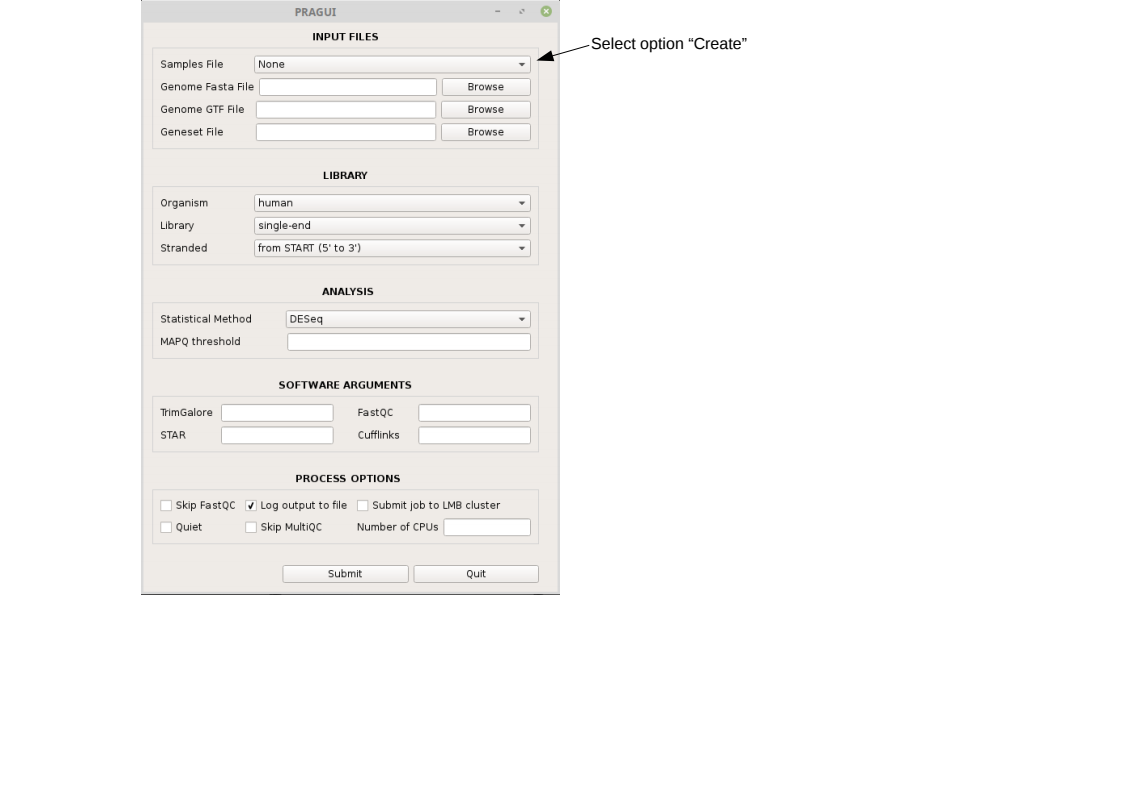 PRAGUI
INPUT FILES
Select option “Create”
Samples File None
Genome Fasta File Browse
Genome GTF File Browse
Geneset File Browse
LIBRARY
Organism human
Library single-end
Stranded from START (5' to 3')
ANALYSIS
Statistical Method DESeq
MAPQ threshold
SOFTWARE ARGUMENTS
TrimGalore FastQC
STAR Cufflinks
PROCESS OPTIONS
Skip FastQC Log output to file Submit job to LMB cluster
Quiet Skip MultiQC Number of CPUs
Submit Quit